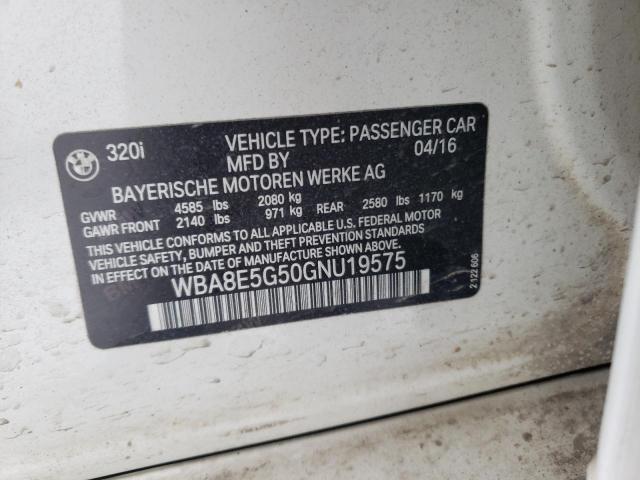 320i VEHICLE TYPE: PASSENGER CAR
MFD BY 04/16
BAYERISCHE MOTOREN WERKE AG
GVWR 4585 lbs 2080 kg
GAWR FRONT 2140 lbs 971 kg REAR 2580 lbs 1170 kg
THIS VEHICLE CONFORMS TO ALL APPLICABLE U.S. FEDERAL MOTOR
VEHICLE SAFETY, BUMPER AND THEFT PREVENTION STANDARDS
IN EFFECT ON THE DATE OF MANUFACTURE SHOWN ABOVE.
WBA8E5G50GNU19575
2 122 606